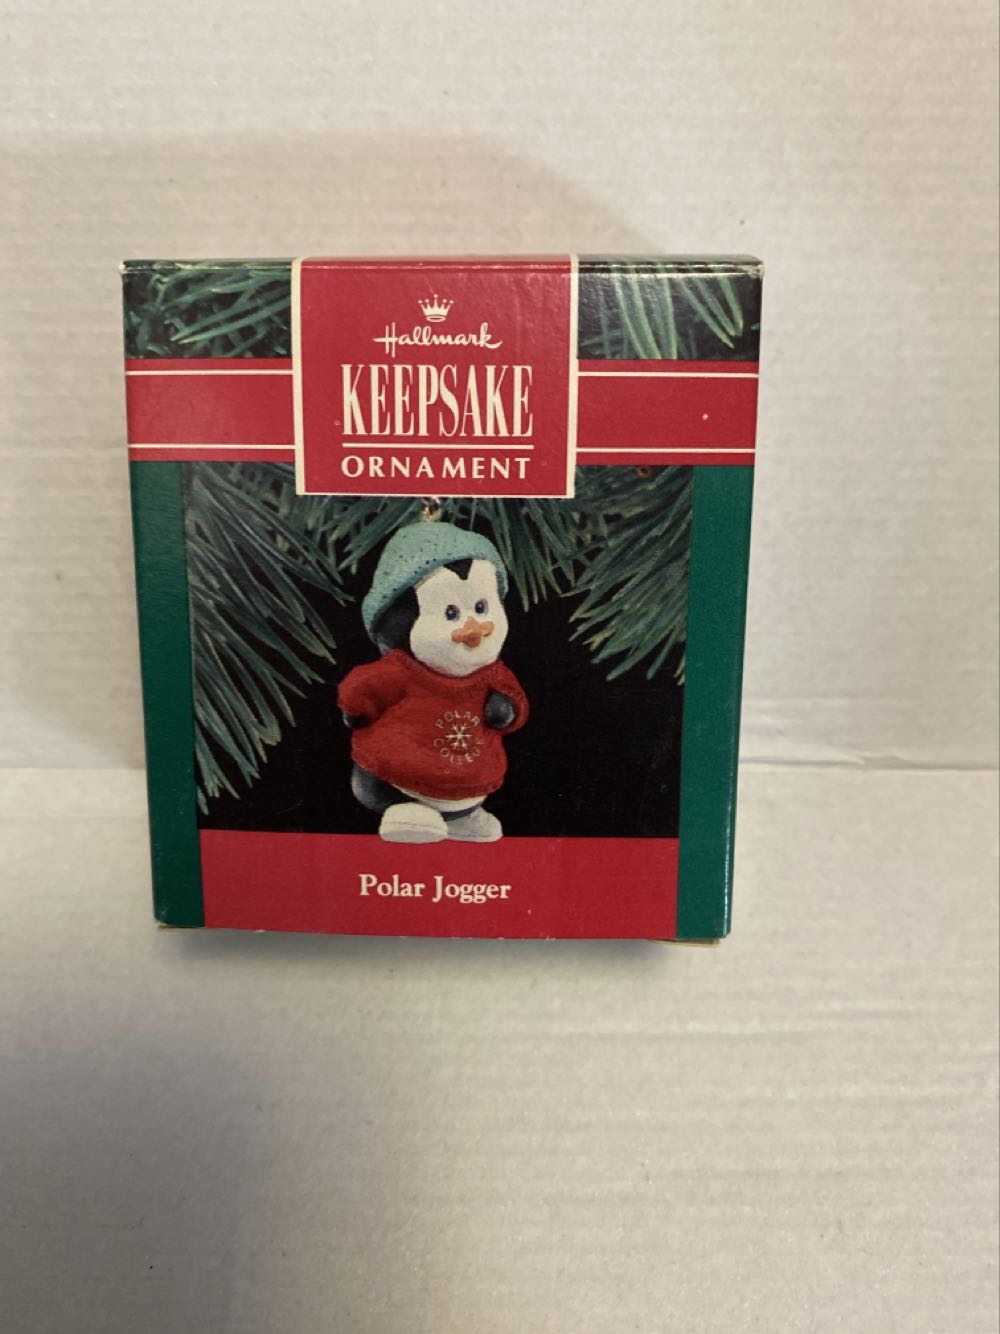 Hallmark
KEEPSAKE
ORNAMENT
POLAR
COLLEGE
Polar Jogger